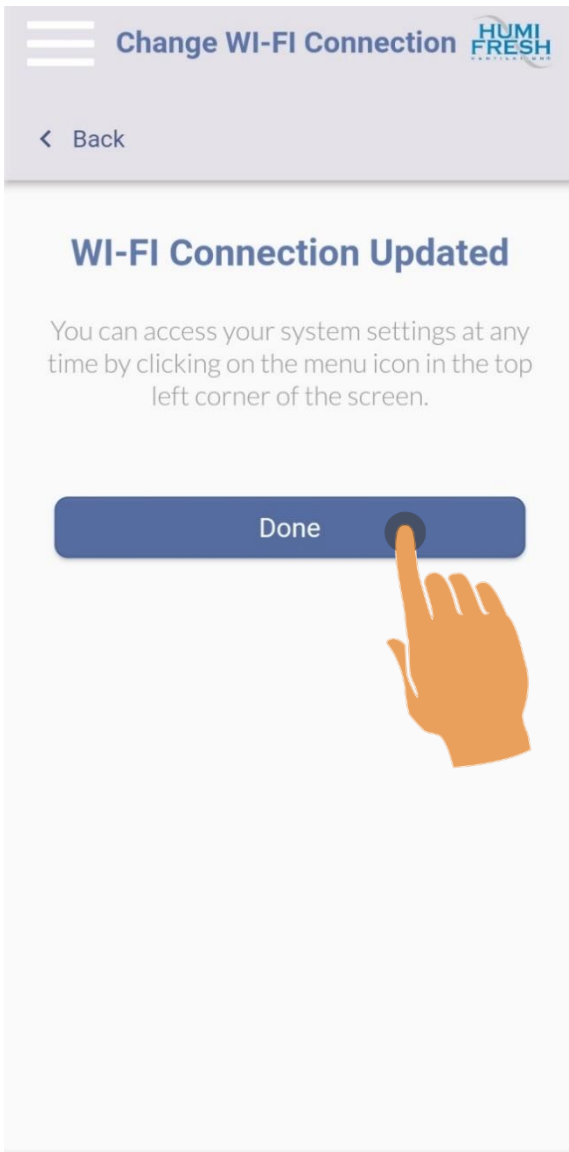 Change WI-FI Connection
HUMI
FRESH
< Back
WI-FI Connection Updated
You can access your system settings at any
time by clicking on the menu icon in the top
left corner of the screen.
Done